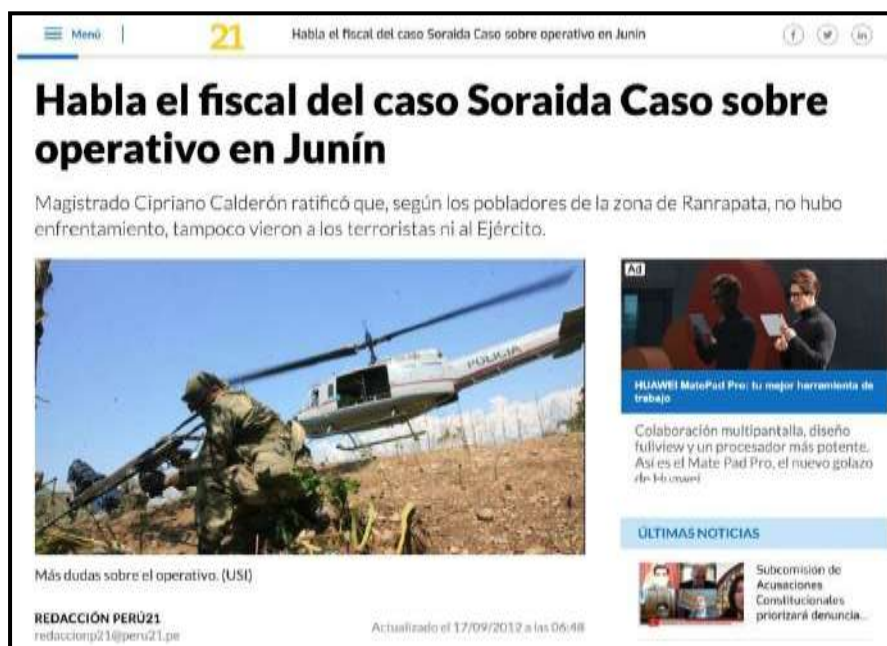 Menú
21
Habla el fiscal del caso Soraida Caso sobre operativo en Junín
Habla el fiscal del caso Soraida Caso sobre
operativo en Junín
Magistrado Cipriano Calderón ratificó que, según los pobladores de la zona de Ranrapata, no hubo
enfrentamiento, tampoco vieron a los terroristas ni al Ejército.
POLICIA
Más dudas sobre el operativo. (USI)
REDACCIÓN PERÚ21
redaccionp21@peru21.pe
Actualizado el 17/09/2012 a las 06:48
Ad
HUAWEI MatePad Pro: tu mejor herramienta de
trabajo
Colaboración multipantalla, diseño
fullview y un procesador más potente.
Así es el Mate Pad Pro, el nuevo golazo
de Huawei
ÚLTIMAS NOTICIAS
Subcomisión de
Acusaciones
Constitucionales
priorizará denuncia...